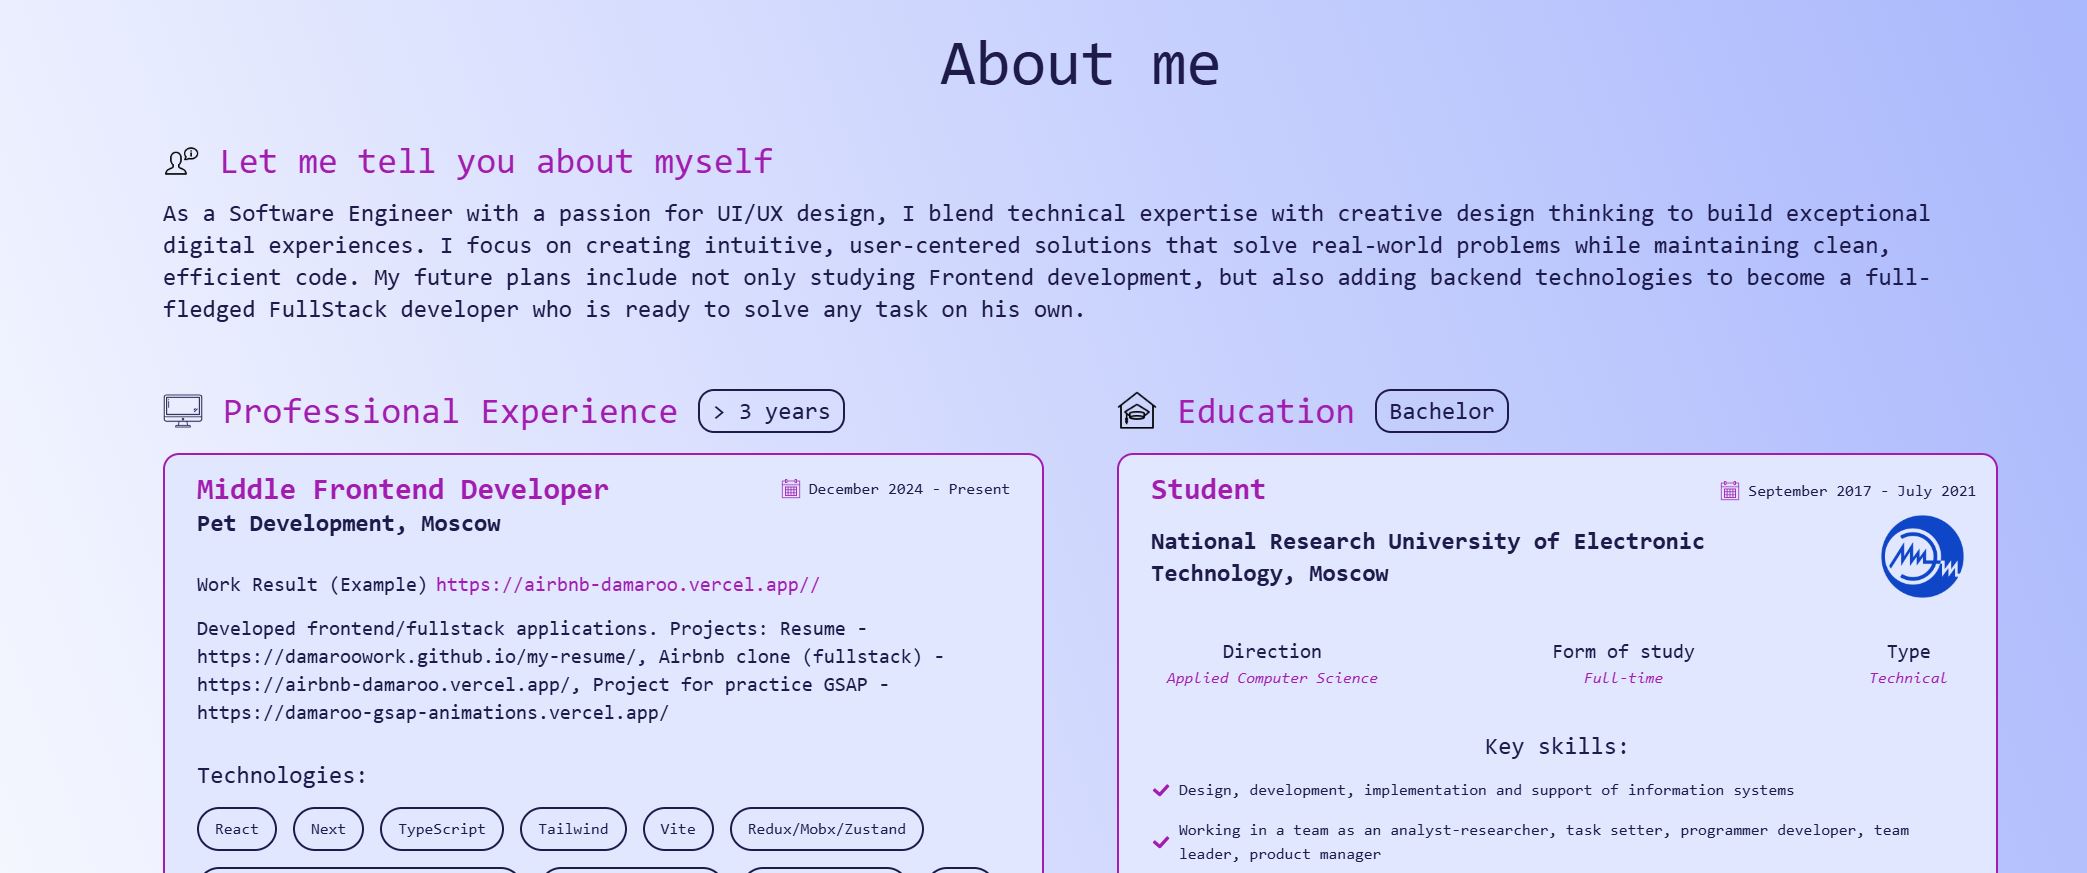 About me
Let me tell you about myself
As a Software Engineer with a passion for UI/UX design, I blend technical expertise with creative design thinking to build exceptional
digital experiences. I focus on creating intuitive, user-centered solutions that solve real-world problems while maintaining clean,
efficient code. My future plans include not only studying Frontend development, but also adding backend technologies to become a full-
fledged FullStack developer who is ready to solve any task on his own.
Professional Experience
> 3 years
Middle Frontend Developer
December 2024 - Present
Pet Development, Moscow
Work Result (Example) https://airbnb-damaroo.vercel.app//
Developed frontend/fullstack applications. Projects: Resume -
https://damaroowork.github.io/my-resume/, Airbnb clone (fullstack) -
https://airbnb-damaroo.vercel.app/, Project for practice GSAP -
https://damaroo-gsap-animations.vercel.app/
Technologies:
React Next TypeScript Tailwind Vite Redux/Mobx/Zustand
Education
Bachelor
Student
September 2017 - July 2021
National Research University of Electronic
Technology, Moscow
Direction Form of study Type
Applied Computer Science Full-time Technical
Key skills:
Design, development, implementation and support of information systems
Working in a team as an analyst-researcher, task setter, programmer developer, team
leader, product manager